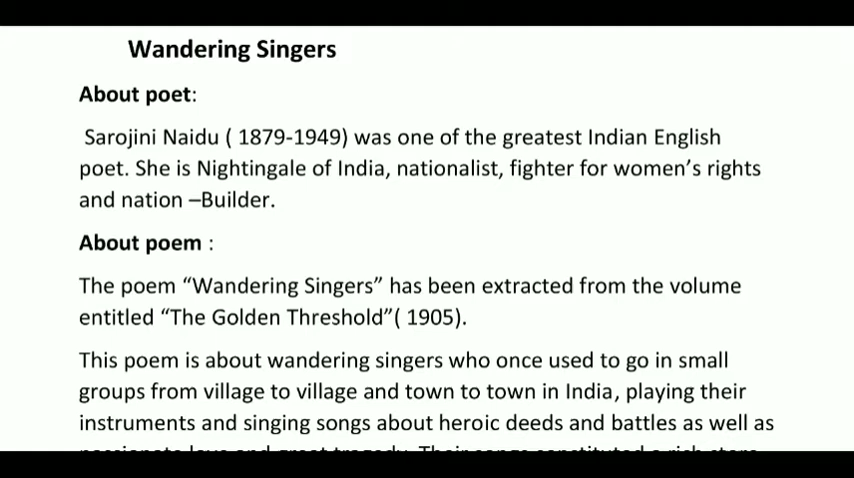 Wandering Singers
About poet:
Sarojini Naidu ( 1879-1949) was one of the greatest Indian English
poet. She is Nightingale of India, nationalist, fighter for women’s rights
and nation –Builder.
About poem :
The poem “Wandering Singers” has been extracted from the volume
entitled “The Golden Threshold”( 1905).
This poem is about wandering singers who once used to go in small
groups from village to village and town to town in India, playing their
instruments and singing songs about heroic deeds and battles as well as